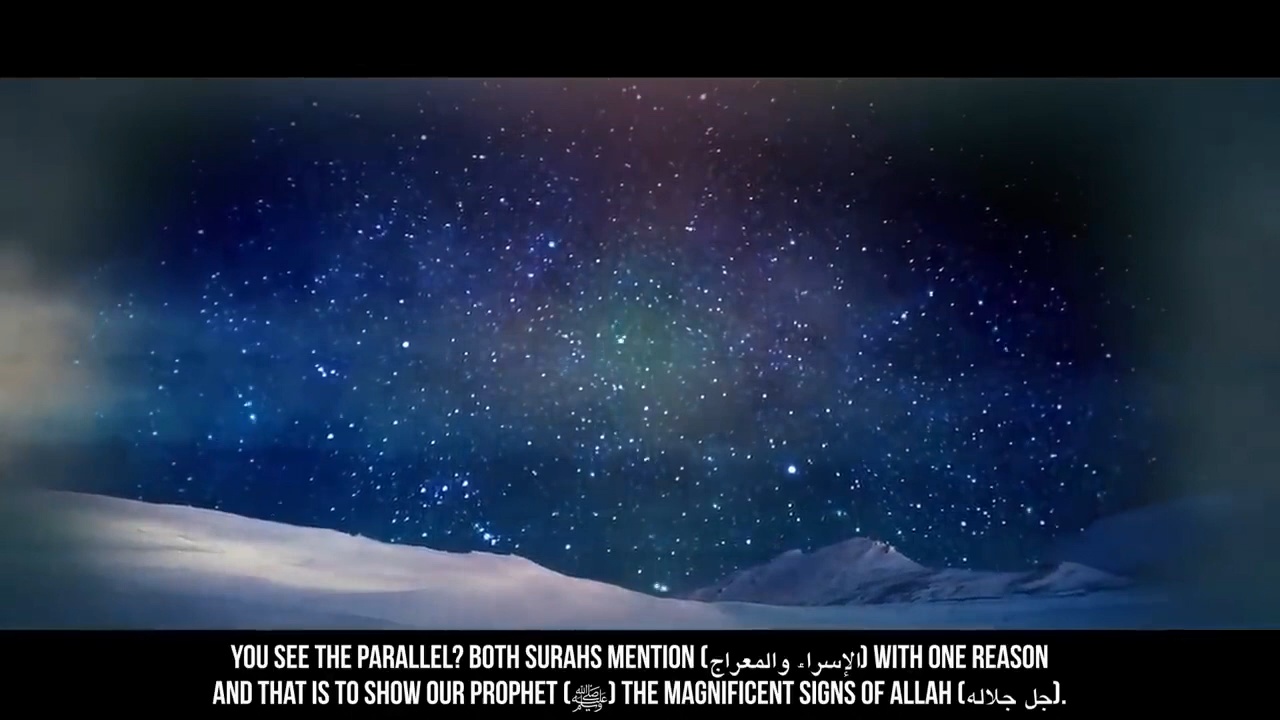 YOU SEE THE PARALLEL? BOTH SURAHS MENTION (الإسراء والمعراج) WITH ONE REASON
AND THAT IS TO SHOW OUR PROPHET (ﷺ) THE MAGNIFICENT SIGNS OF ALLAH (جل جلاله).